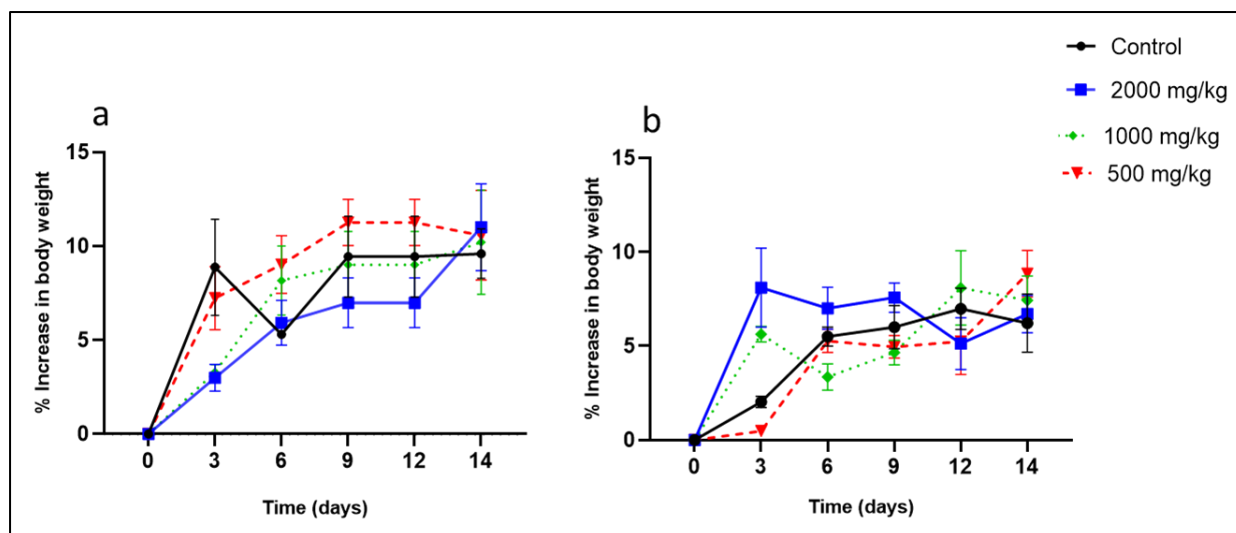 a
% Increase in body weight
15
10
5
0
0 3 6 9 12 14
Time (days)
b
% Increase in body weight
15
10
5
0
0 3 6 9 12 14
Time (days)
Control
2000 mg/kg
1000 mg/kg
500 mg/kg